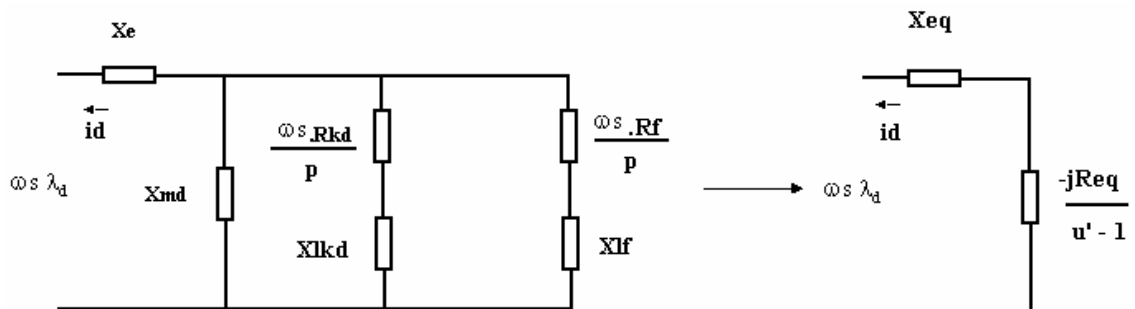 Xe
Xeq
id
ωs.Rkd
p
ωs.Rf
p
id
ωs λd
Xmd
Xlkd
Xlf
ωs λd
-jReq
u' - 1